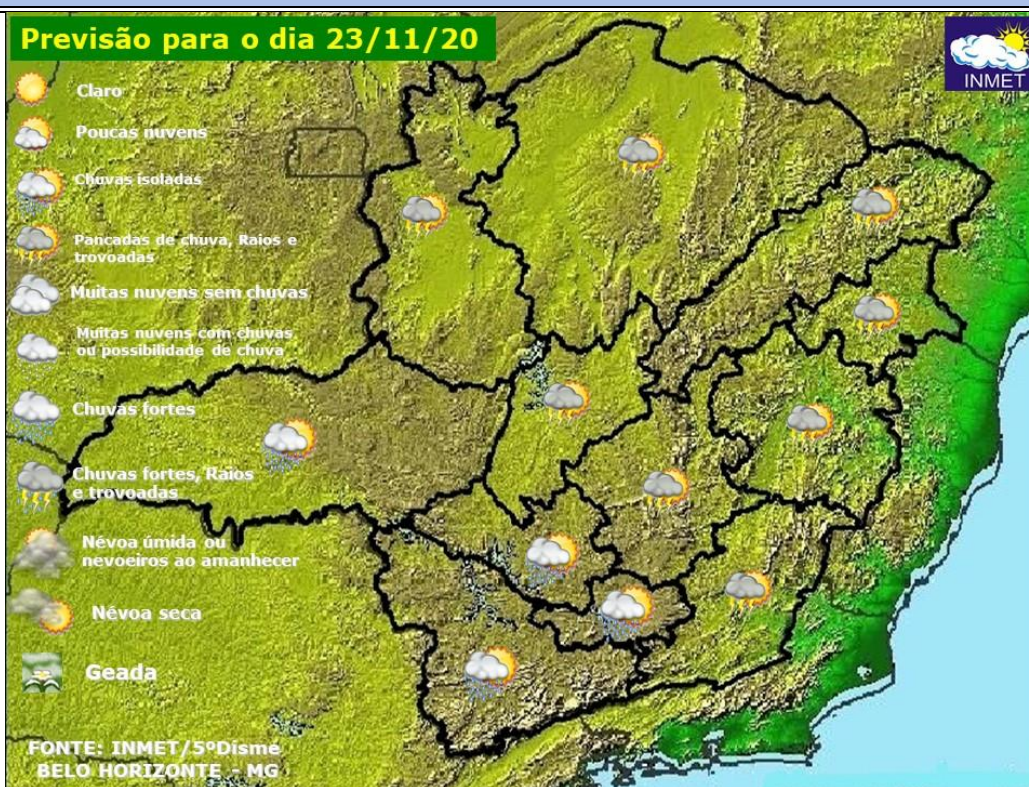 Previsão para o dia 23/11/20
INMET
Claro
Poucas nuvens
Chuvas isoladas
Pancadas de chuva, Raios e
trovoadas
Muitas nuvens sem chuvas
Muitas nuvens com chuvas
ou possibilidade de chuva
Chuvas fortes
Chuvas fortes, Raios
e trovoadas
Névoa úmida ou
nevoeiros ao amanhecer
Névoa seca
Geada
FONTE: INMET/5ºDisme
BELO HORIZONTE - MG